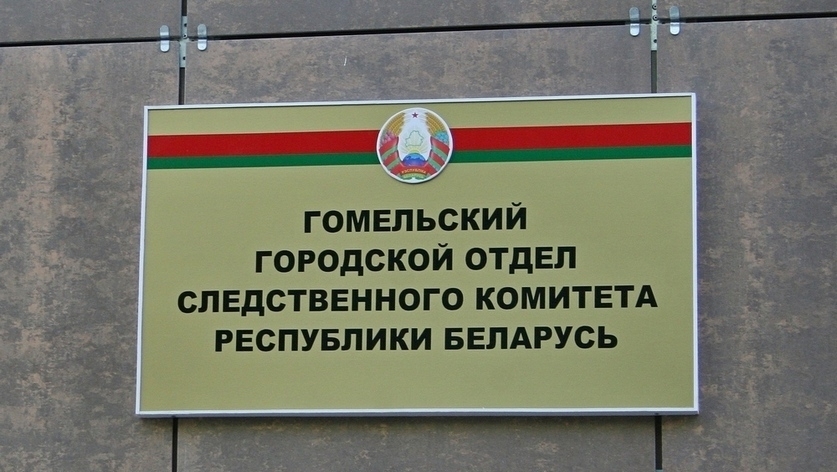 ГОМЕЛЬСКИЙ
ГОРОДСКОЙ ОТДЕЛ
СЛЕДСТВЕННОГО КОМИТЕТА
РЕСПУБЛИКИ БЕЛАРУСЬ